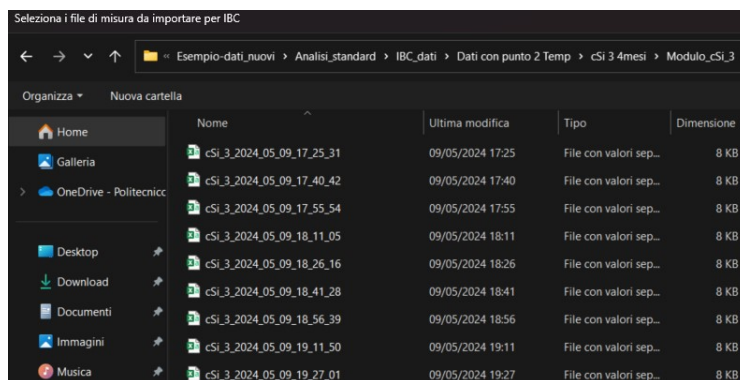 Seleziona i file di misura da importare per IBC
« Esempio-dati_nuovi > Analisi_standard > IBC_dati > Dati con punto 2 Temp > cSi 3 4mesi > Modulo_cSi_3
Organizza Nuova cartella
Nome Ultima modifica Tipo Dimensione
Home
Galleria
OneDrive - Politecnicc
Desktop
Download
Documenti
Immagini
Musica
cSi_3_2024_05_09_17_25_31 09/05/2024 17:25 File con valori sep... 8 KB
cSi_3_2024_05_09_17_40_42 09/05/2024 17:40 File con valori sep... 8 KB
cSi_3_2024_05_09_17_55_54 09/05/2024 17:55 File con valori sep... 8 KB
cSi_3_2024_05_09_18_11_05 09/05/2024 18:11 File con valori sep... 8 KB
cSi_3_2024_05_09_18_26_16 09/05/2024 18:26 File con valori sep... 8 KB
cSi_3_2024_05_09_18_41_28 09/05/2024 18:41 File con valori sep... 8 KB
cSi_3_2024_05_09_18_56_39 09/05/2024 18:56 File con valori sep... 8 KB
cSi_3_2024_05_09_19_11_50 09/05/2024 19:11 File con valori sep... 8 KB
cSi_3_2024_05_09_19_27_01 09/05/2024 19:27 File con valori sep... 8 KB